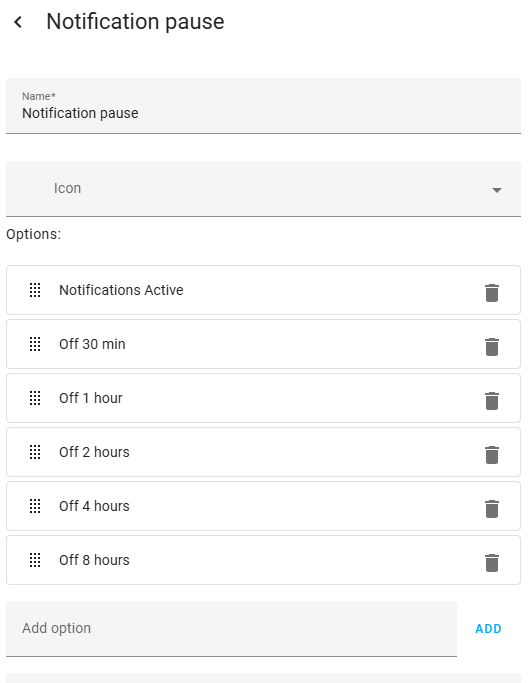 Notification pause
Name*
Notification pause
Icon
Options:
Notifications Active
Off 30 min
Off 1 hour
Off 2 hours
Off 4 hours
Off 8 hours
Add option
ADD